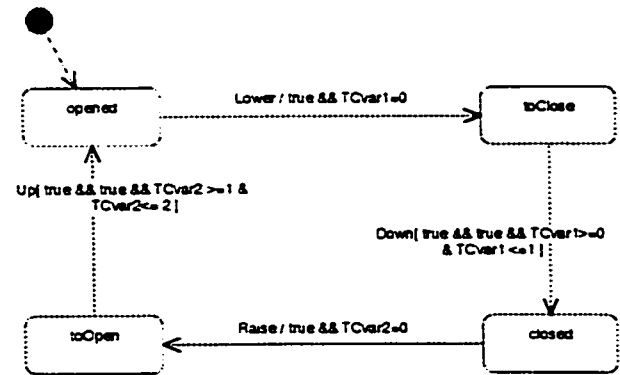 opened
Lower / true && TCvar1=0
toClose
Up[ true && true && TCvar2 >=1 &
TCvar2<= 2 ]
Down[ true && true && TCvar1>=0
& TCvar1 <=1 ]
toOpen
Raise / true && TCvar2=0
closed